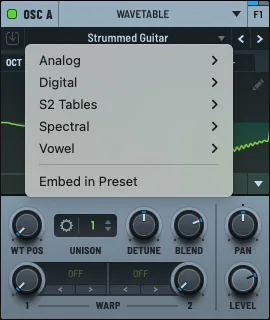 OSC A WAVETABLE F1
Strummed Guitar
OCT
Analog
Digital
S2 Tables
Spectral
Vowel
Embed in Preset
1
WT POS UNISON DETUNE BLEND PAN
OFF OFF
1 WARP 2 LEVEL